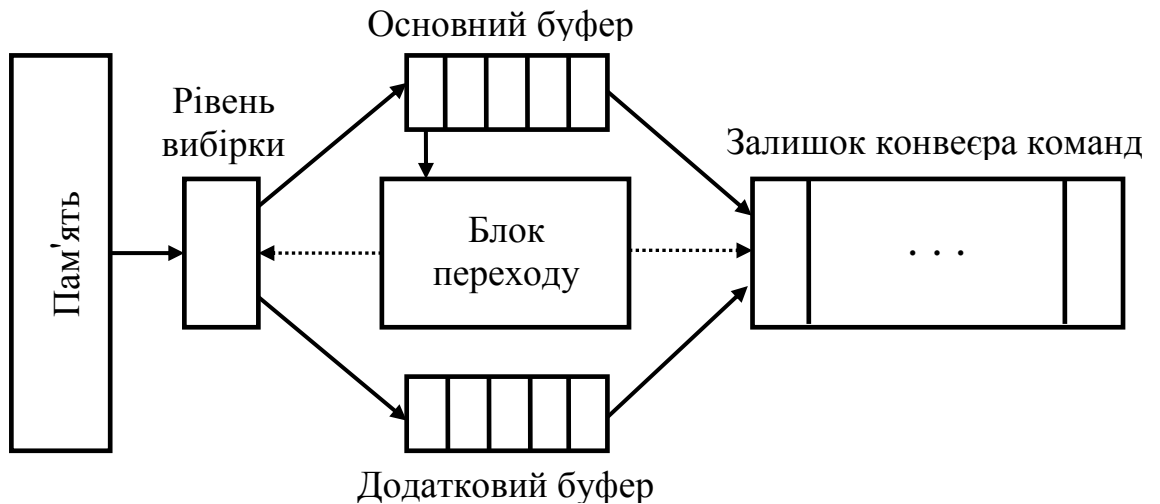 Основний буфер
Рівень
вибірки
Залишок конвеєра команд
Пам'ять
Блок
переходу
. . .
Додатковий буфер